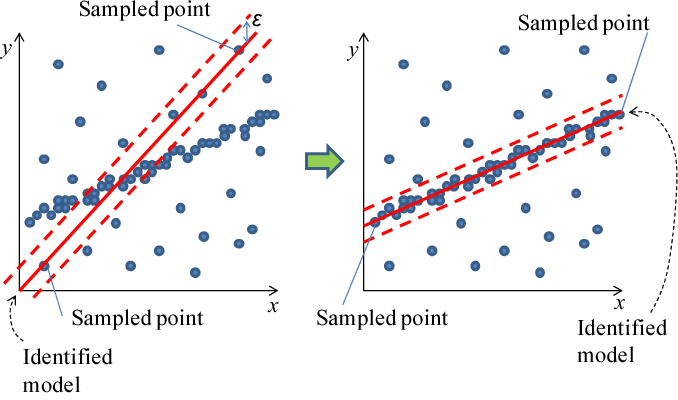 Sampled point
ε
y
x
Sampled point
Identified
model
Sampled point
y
x
Sampled point
Identified
model